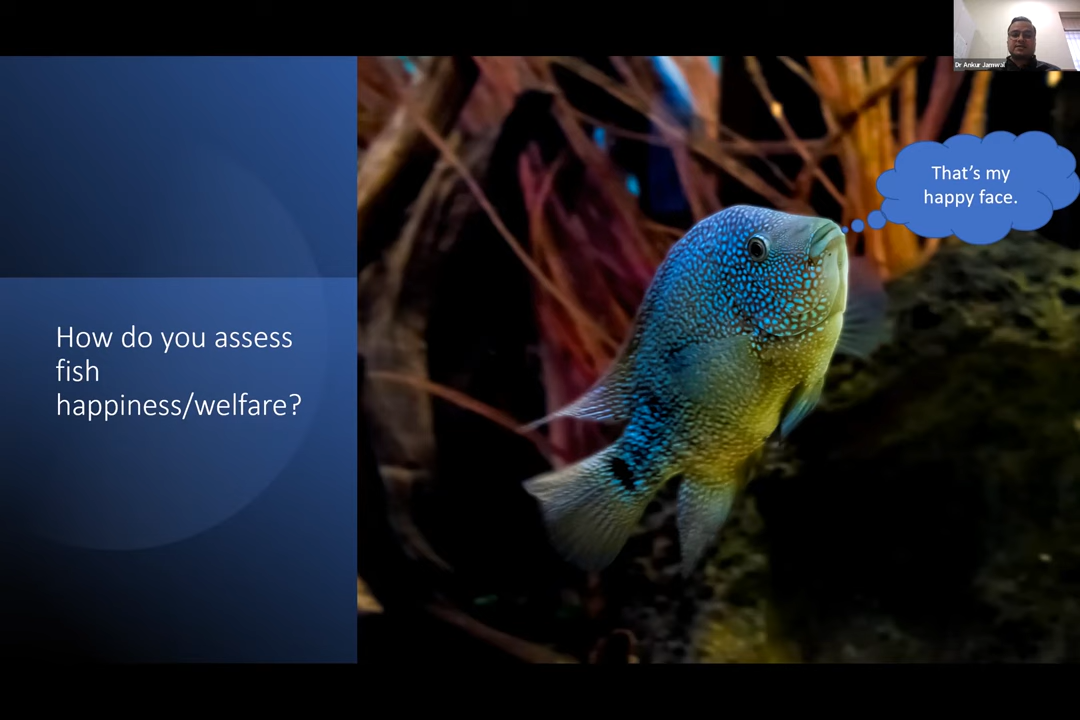 Dr Ankur Jamwal
That's my
happy face.
How do you assess
fish
happiness/welfare?